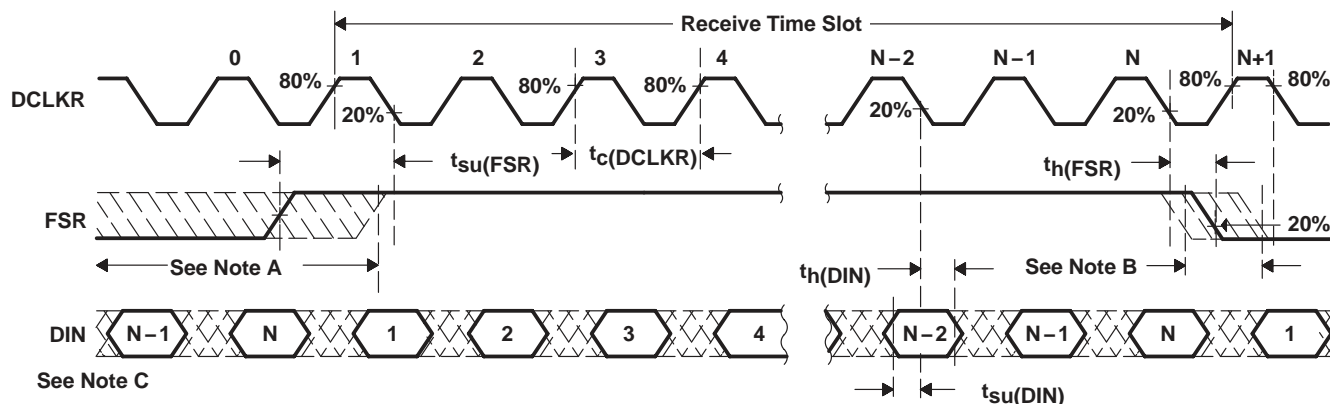 Receive Time Slot
0 1 2 3 4 N–2 N–1 N N+1
DCLKR 80% 80% 80% 80% 80%
20% 20% 20%
tsu(FSR) tc(DCLKR) th(FSR)
FSR 20%
See Note A See Note B
th(DIN)
DIN N–1 N 1 2 3 4 N–2 N–1 N 1
See Note C
tsu(DIN)